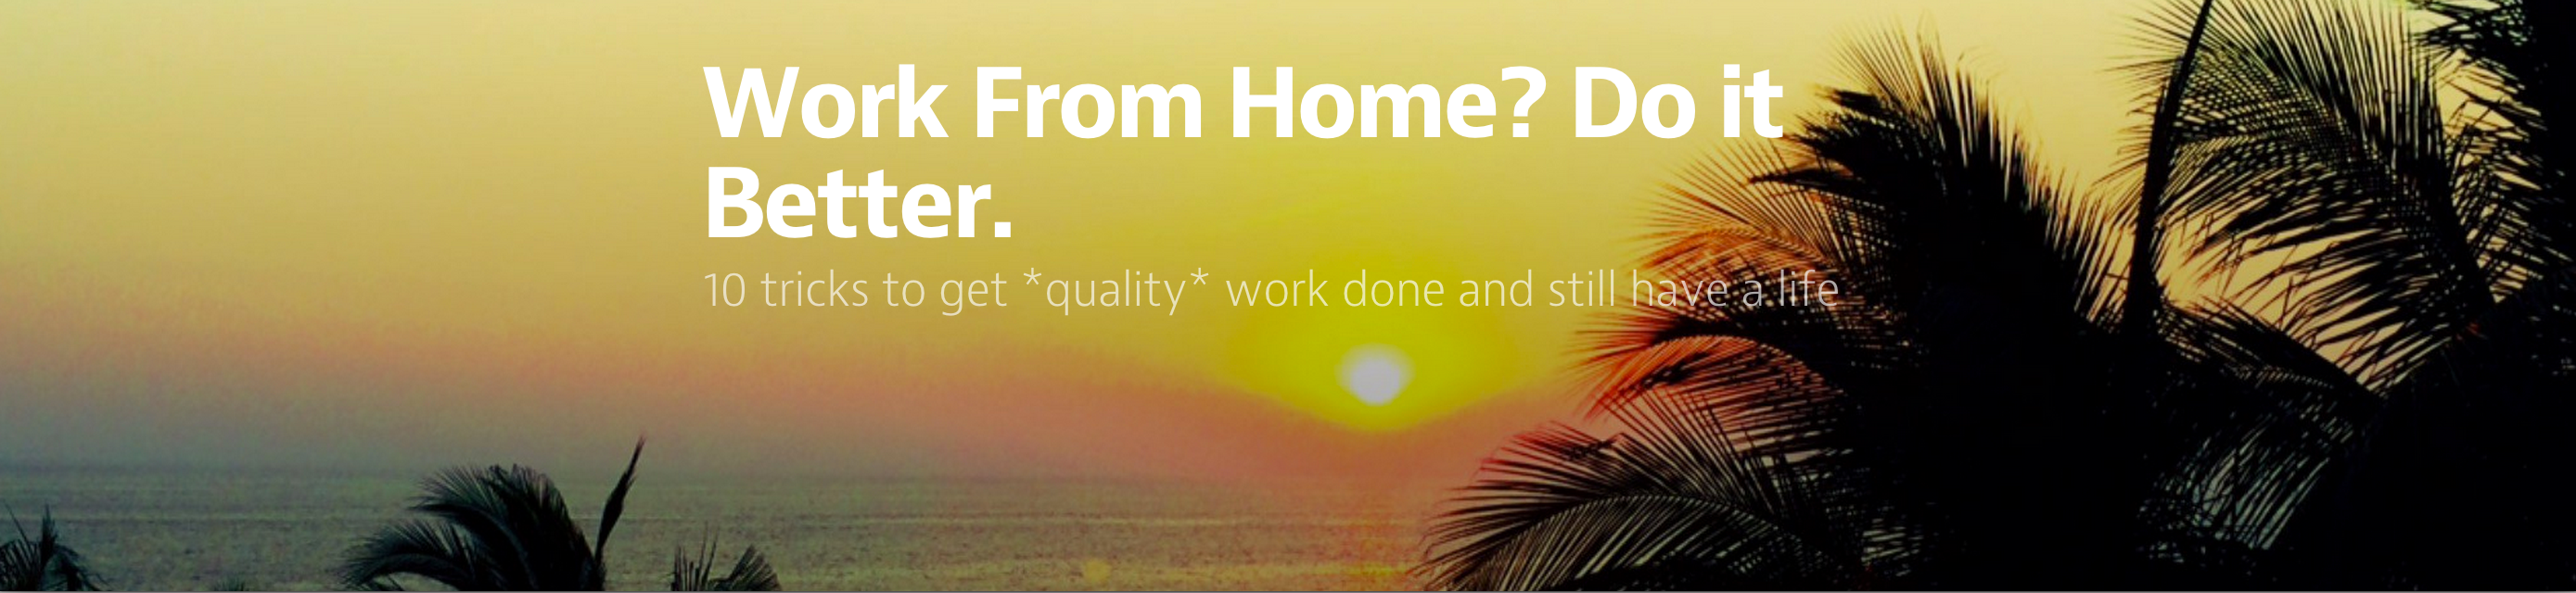 Work From Home? Do it
Better.
10 tricks to get *quality* work done and still have a life